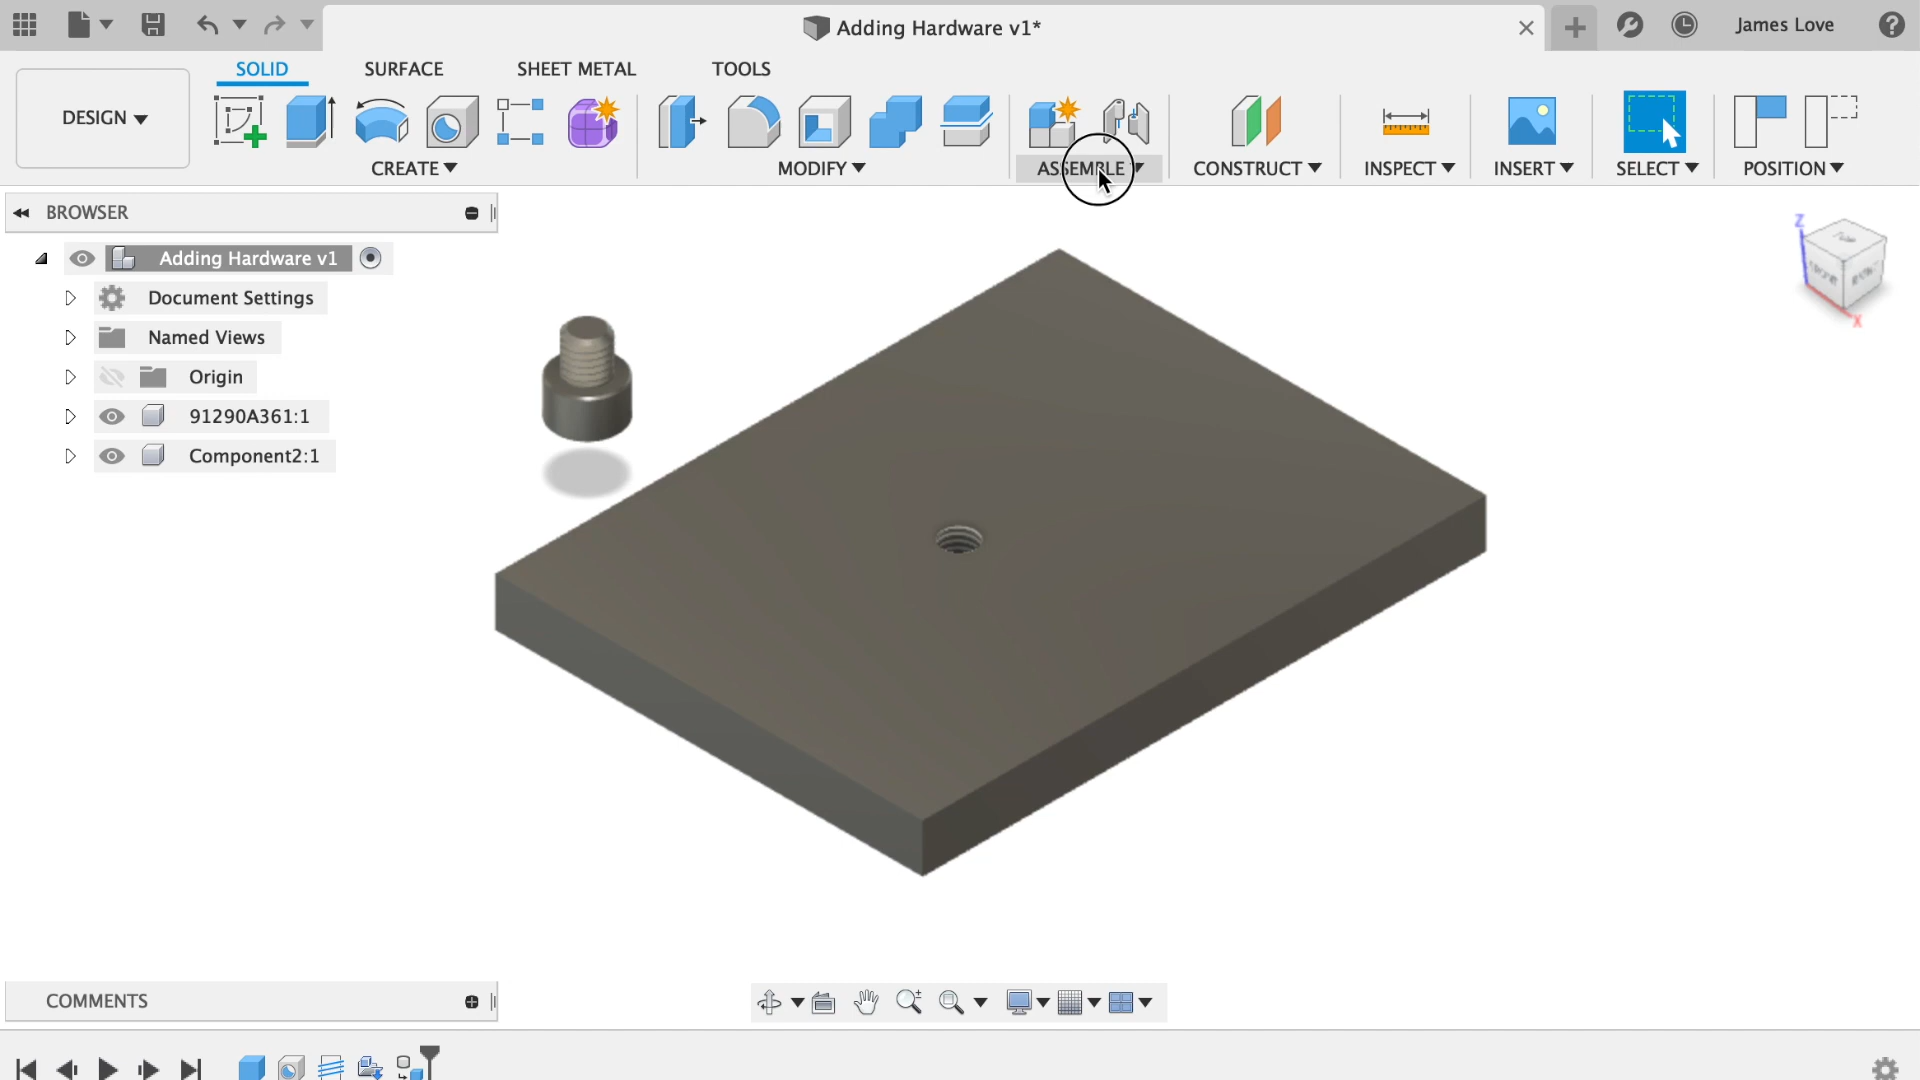 Adding Hardware v1*
James Love
SOLID
SURFACE
SHEET METAL
TOOLS
DESIGN
CREATE
MODIFY
ASSEMBLE
CONSTRUCT
INSPECT
INSERT
SELECT
POSITION
BROWSER
Adding Hardware v1
Document Settings
Named Views
Origin
91290A361:1
Component2:1
Z
X
COMMENTS